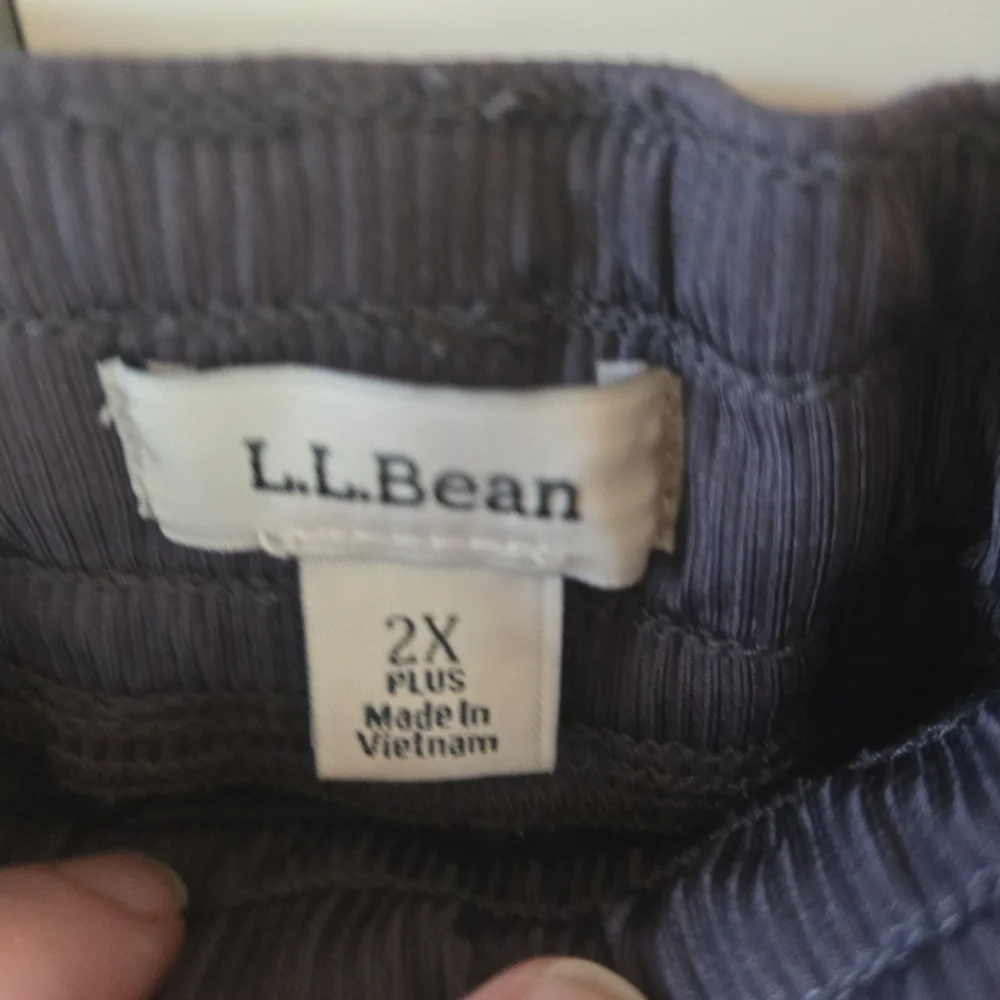 L.L.Bean
2X
PLUS
Made In
Vietnam